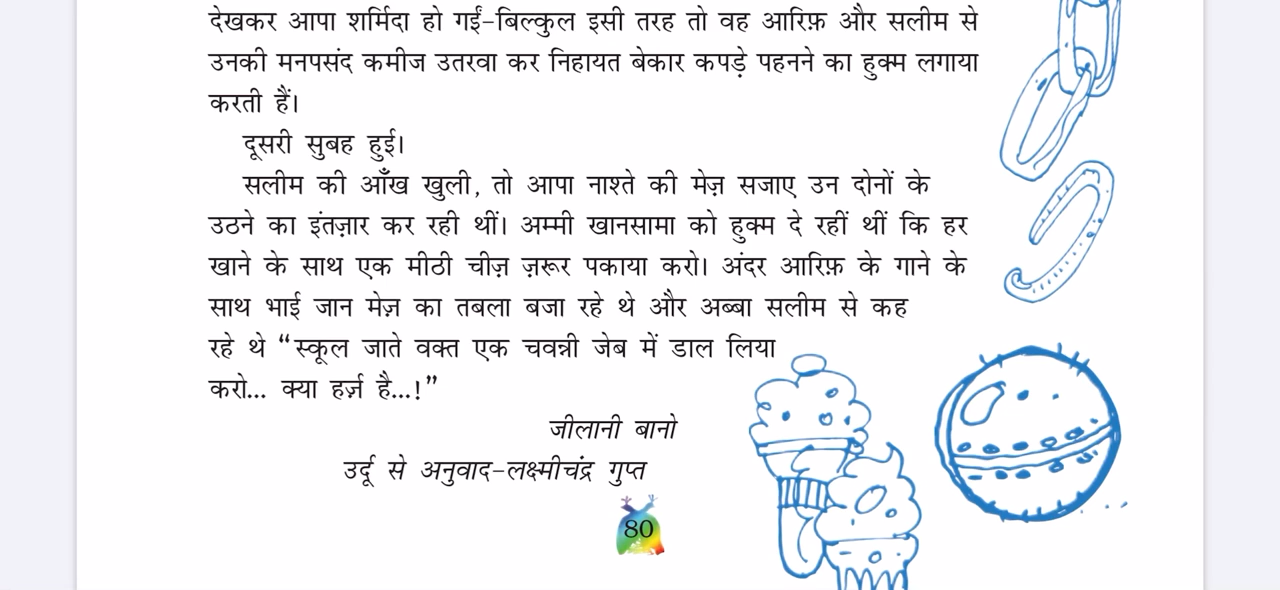 देखकर आपा शर्मिंदा हो गईं-बिल्कुल इसी तरह तो वह आरिफ़ और सलीम से
उनकी मनपसंद कमीज उतरवा कर निहायत बेकार कपड़े पहनने का हुक्म लगाया
करती हैं।
दूसरी सुबह हुई।
सलीम की आँख खुली, तो आपा नाश्ते की मेज़ सजाए उन दोनों के
उठने का इंतज़ार कर रही थीं। अम्मी खानसामा को हुक्म दे रहीं थीं कि हर
खाने के साथ एक मीठी चीज़ ज़रूर पकाया करो। अंदर आरिफ़ के गाने के
साथ भाई जान मेज़ का तबला बजा रहे थे और अब्बा सलीम से कह
रहे थे “स्कूल जाते वक्त एक चवन्नी जेब में डाल लिया
करो... क्या हर्ज़ है...!”
जीलानी बानो
उर्दू से अनुवाद-लक्ष्मीचंद्र गुप्त
80